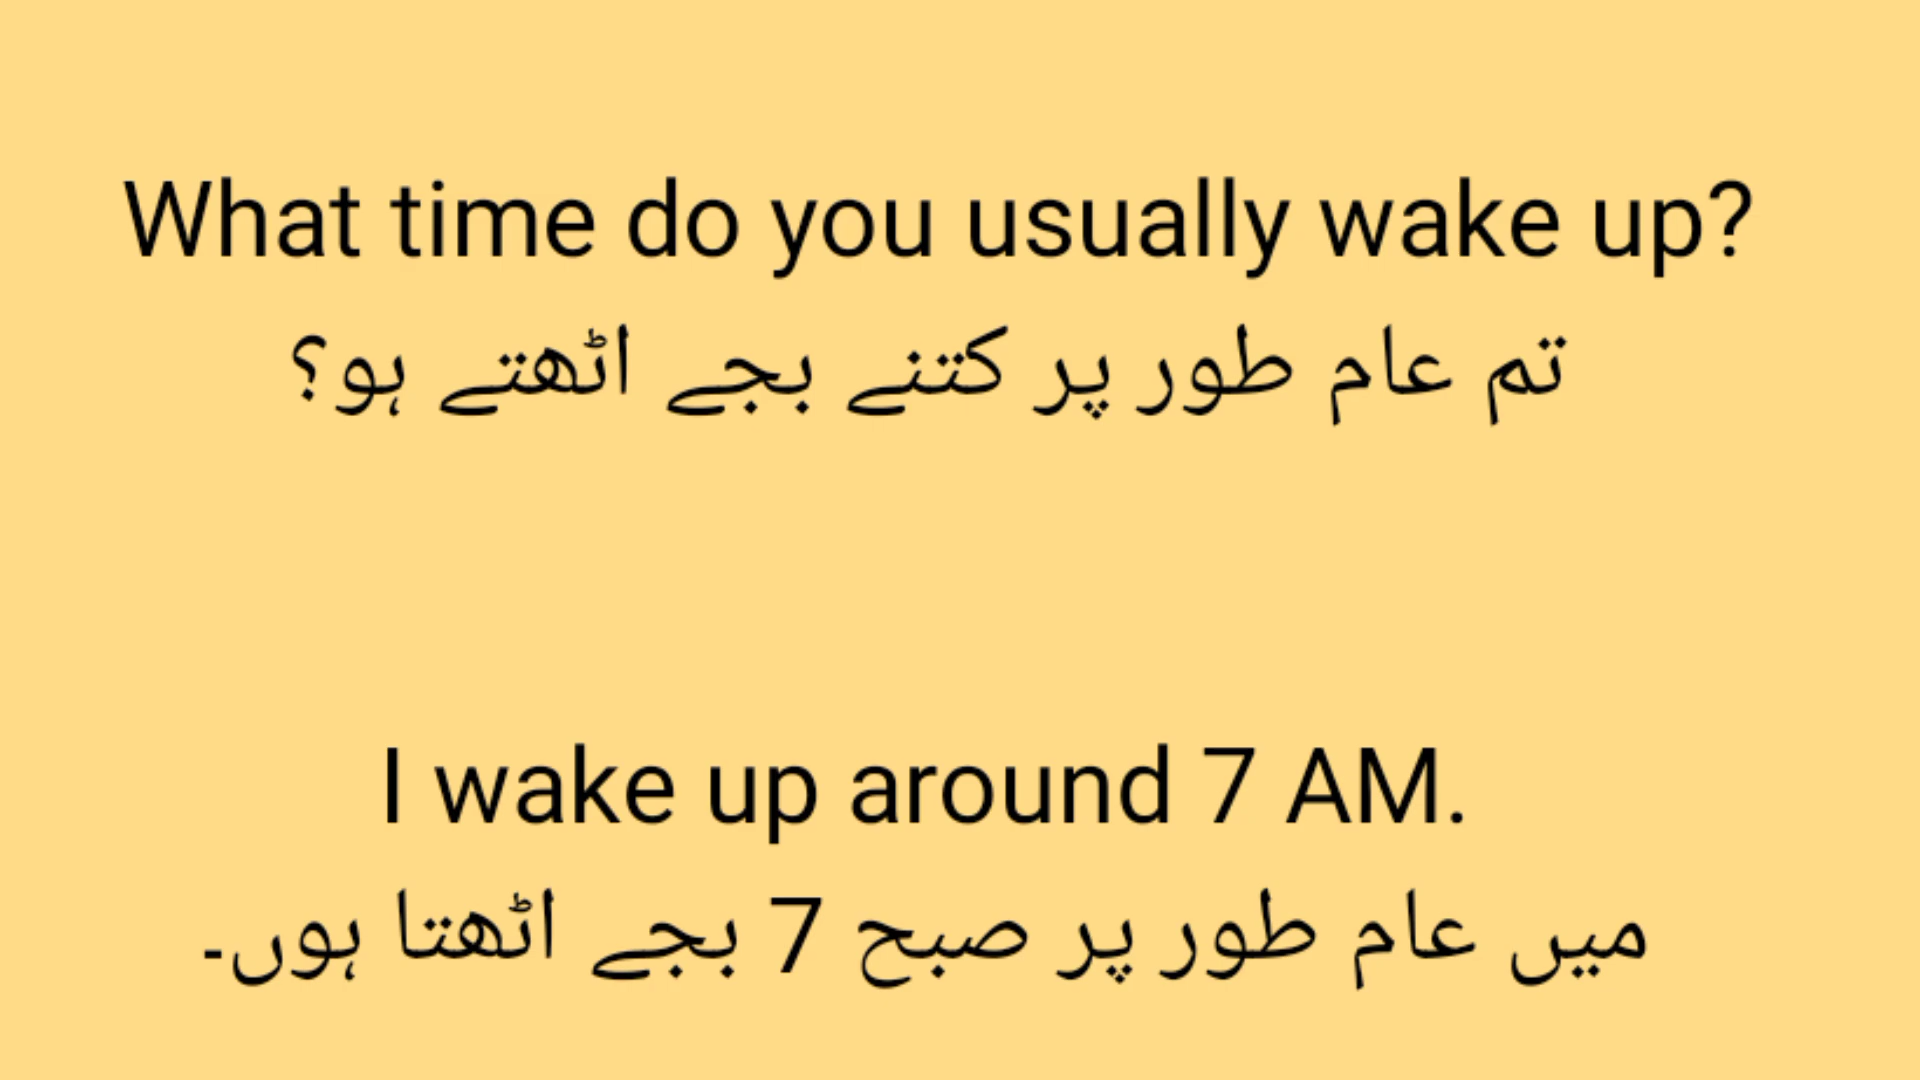 What time do you usually wake up?
تم عام طور پر کتنے بجے اٹھتے ہو؟
I wake up around 7 AM.
میں عام طور پر صبح 7 بجے اٹھتا ہوں۔